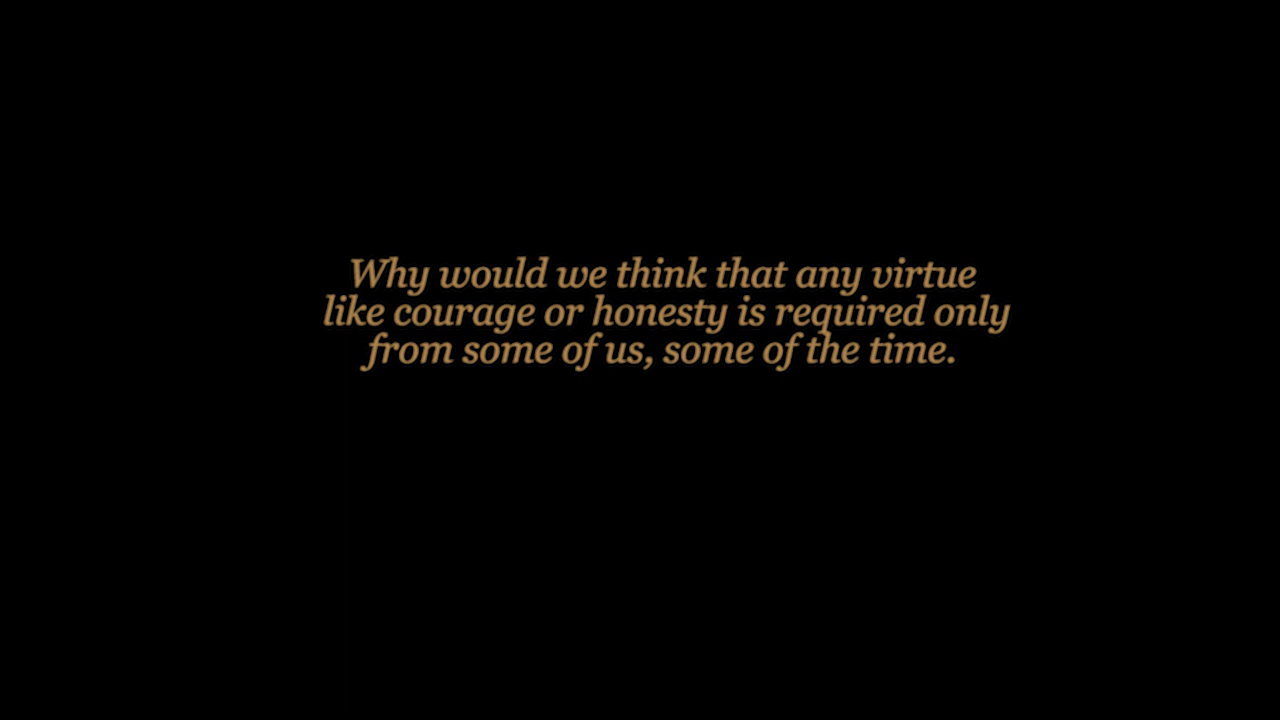 Why would we think that any virtue
like courage or honesty is required only
from some of us, some of the time.